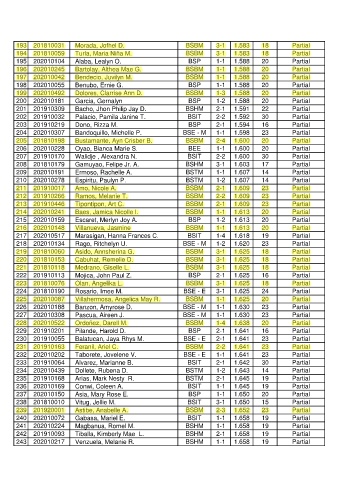 193 201810031 Morada, Jolhel D. BSBM 3-1 1.583 18 Partial
194 201810059 Turla, Maria Niña M. BSBM 3-1 1.583 18 Partial
195 202010104 Alaba, Lealyn D. BSP 1-1 1.588 20 Partial
196 202010245 Bartolay, Althea Mae G. BSBM 1-1 1.588 20 Partial
197 202010042 Bendecio, Juvilyn M. BSBM 1-1 1.588 20 Partial
198 202010055 Benubo, Ernie G. BSP 1-1 1.588 20 Partial
199 202010492 Dolores, Clarrise Ann D. BSBM 1-3 1.588 20 Partial
200 202010181 Garcia, Gernalyn BSP 1-2 1.588 20 Partial
201 201910309 Bacho, Jhon Philip Jay D. BSHM 2-1 1.591 22 Partial
202 201910032 Palacio, Pamela Janine T. BSIT 2-2 1.592 30 Partial
203 201910219 Dono, Rizza M. BSP 2-1 1.594 16 Partial
204 202010307 Bandoquillo, Michelle P. BSE - M 1-1 1.598 23 Partial
205 201810198 Bustamante, Ayn Crisber B. BSBM 2-4 1.600 20 Partial
206 202010228 Oyao, Bianca Marie S. BEE 1-1 1.600 20 Partial
207 201910170 Walidje, Alexandra N. BSIT 2-2 1.600 30 Partial
208 201810179 Gamuyao, Felipe Jr. A. BSHM 3-1 1.603 17 Partial
209 202010191 Ermoso, Rachelle A. BSTM 1-1 1.607 14 Partial
210 202010278 Espiritu, Paulyn P. BSTM 1-2 1.607 14 Partial
211 201910017 Amo, Nicole A. BSBM 2-1 1.609 23 Partial
212 201910266 Ramos, Melanie T. BSBM 2-2 1.609 23 Partial
213 201910446 Tipontipon, Art C. BSBM 2-1 1.609 23 Partial
214 202010241 Baes, Jamica Nicole I. BSBM 1-1 1.613 20 Partial
215 202010159 Escarel, Merlyn Joy A. BSP 1-2 1.613 20 Partial
216 202010148 Villanueva, Jasmine BSBM 1-1 1.613 20 Partial
217 202010517 Marasigan, Hanna Frances C. BSIT 1-4 1.618 19 Partial
218 202010134 Rago, Ritchelyn U. BSE - M 1-2 1.620 23 Partial
219 201810060 Asido, Annsherina G. BSBM 3-1 1.625 18 Partial
220 201810153 Cabuhat, Romelie D. BSBM 3-1 1.625 18 Partial
221 201810118 Medrano, Giselle L. BSBM 3-1 1.625 18 Partial
222 201910113 Mojica, John Paul Z. BSP 2-1 1.625 16 Partial
223 201810076 Olan, Angelika L. BSBM 3-1 1.625 18 Partial
224 201810190 Rosario, Irneo M. BSE - E 3-1 1.625 24 Partial
225 202010087 Villahermosa, Angelica May R. BSBM 1-1 1.625 20 Partial
226 202010188 Banzon, Amyrose D. BSE - M 1-1 1.630 23 Partial
227 202010308 Pascua, Aireen J. BSE - M 1-1 1.630 23 Partial
228 202010522 Ordoñez, Daniil M. BSBM 1-4 1.638 20 Partial
229 201910201 Pilande, Harold D. BSP 2-1 1.641 16 Partial
230 201910055 Balatucan, Jaya Rhys M. BSE - E 2-1 1.641 23 Partial
231 201910163 Foranil, Ariel G. BSBM 2-2 1.641 23 Partial
232 202010202 Taborete, Jovelene V. BSE - E 1-1 1.641 23 Partial
233 201910064 Alvarez, Marianne B. BSIT 2-1 1.642 30 Partial
234 202010439 Dollete, Rubena D. BSTM 1-2 1.643 14 Partial
235 201910168 Arias, Mark Nesty R. BSTM 2-1 1.645 19 Partial
236 202010169 Conwi, Coleen A. BSIT 1-1 1.645 19 Partial
237 202010150 Asia, Mary Rose E. BSP 1-1 1.650 20 Partial
238 201810010 Vitug, Jollie M. BSIT 3-1 1.650 15 Partial
239 201920001 Astibe, Anabelle A. BSBM 2-3 1.652 23 Partial
240 202010072 Gabasa, Mariel E. BSIT 1-1 1.658 19 Partial
241 202010224 Magbanua, Romel M. BSHM 1-1 1.658 19 Partial
242 201910093 Tiballa, Kimberly Mae L. BSHM 2-1 1.658 19 Partial
243 202010217 Venzuela, Melanie R. BSHM 1-1 1.658 19 Partial